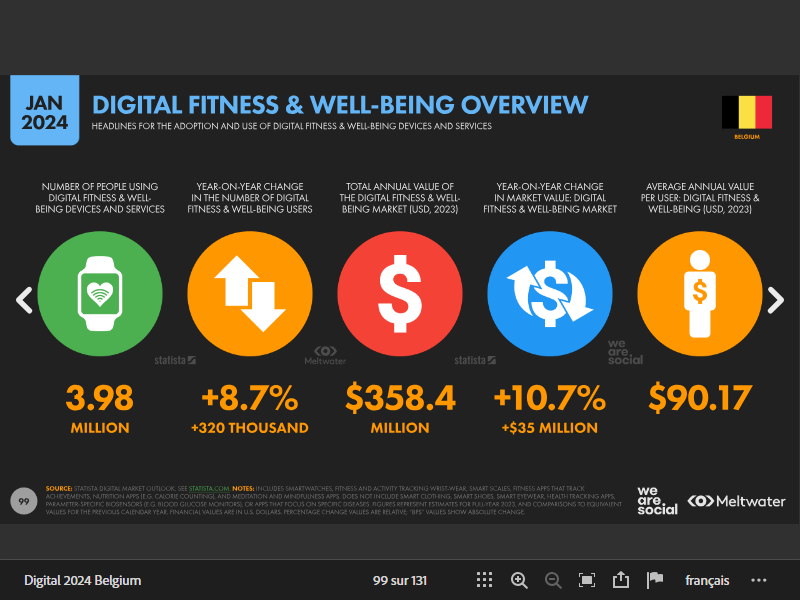 JAN
2024
DIGITAL FITNESS & WELL-BEING OVERVIEW
HEADLINES FOR THE ADOPTION AND USE OF DIGITAL FITNESS & WELL-BEING DEVICES AND SERVICES
BELGIUM
NUMBER OF PEOPLE USING
DIGITAL FITNESS & WELL-
BEING DEVICES AND SERVICES
YEAR-ON-YEAR CHANGE
IN THE NUMBER OF DIGITAL
FITNESS & WELL-BEING USERS
TOTAL ANNUAL VALUE OF
THE DIGITAL FITNESS & WELL-
BEING MARKET (USD, 2023)
YEAR-ON-YEAR CHANGE
IN MARKET VALUE: DIGITAL
FITNESS & WELL-BEING MARKET
AVERAGE ANNUAL VALUE
PER USER: DIGITAL FITNESS &
WELL-BEING (USD, 2023)
$
$
$
statista
Meltwater
statista
we
are.
social
3.98
MILLION
+8.7%
+320 THOUSAND
$358.4
MILLION
+10.7%
+$35 MILLION
$90.17
99
SOURCE: STATISTA DIGITAL MARKET OUTLOOK. SEE STATISTA.COM. NOTES: INCLUDES SMARTWATCHES, FITNESS AND ACTIVITY TRACKING WRIST-WEAR, SMART SCALES, FITNESS APPS THAT TRACK
ACHIEVEMENTS, NUTRITION APPS (E.G. CALORIE COUNTING), AND MEDITATION AND MINDFULNESS APPS. DOES NOT INCLUDE SMART CLOTHING, SMART SHOES, SMART EYEWEAR, HEALTH TRACKING APPS,
PARAMETER-SPECIFIC BIOSENSORS (E.G. BLOOD GLUCOSE MONITORS), OR APPS THAT FOCUS ON SPECIFIC DISEASES. FIGURES REPRESENT ESTIMATES FOR FULL-YEAR 2023, AND COMPARISONS TO EQUIVALENT
VALUES FOR THE PREVIOUS CALENDAR YEAR. FINANCIAL VALUES ARE IN U.S. DOLLARS. PERCENTAGE CHANGE VALUES ARE RELATIVE. "BPS" VALUES SHOW ABSOLUTE CHANGE.
we
are.
social
Meltwater
Digital 2024 Belgium
99 sur 131
français